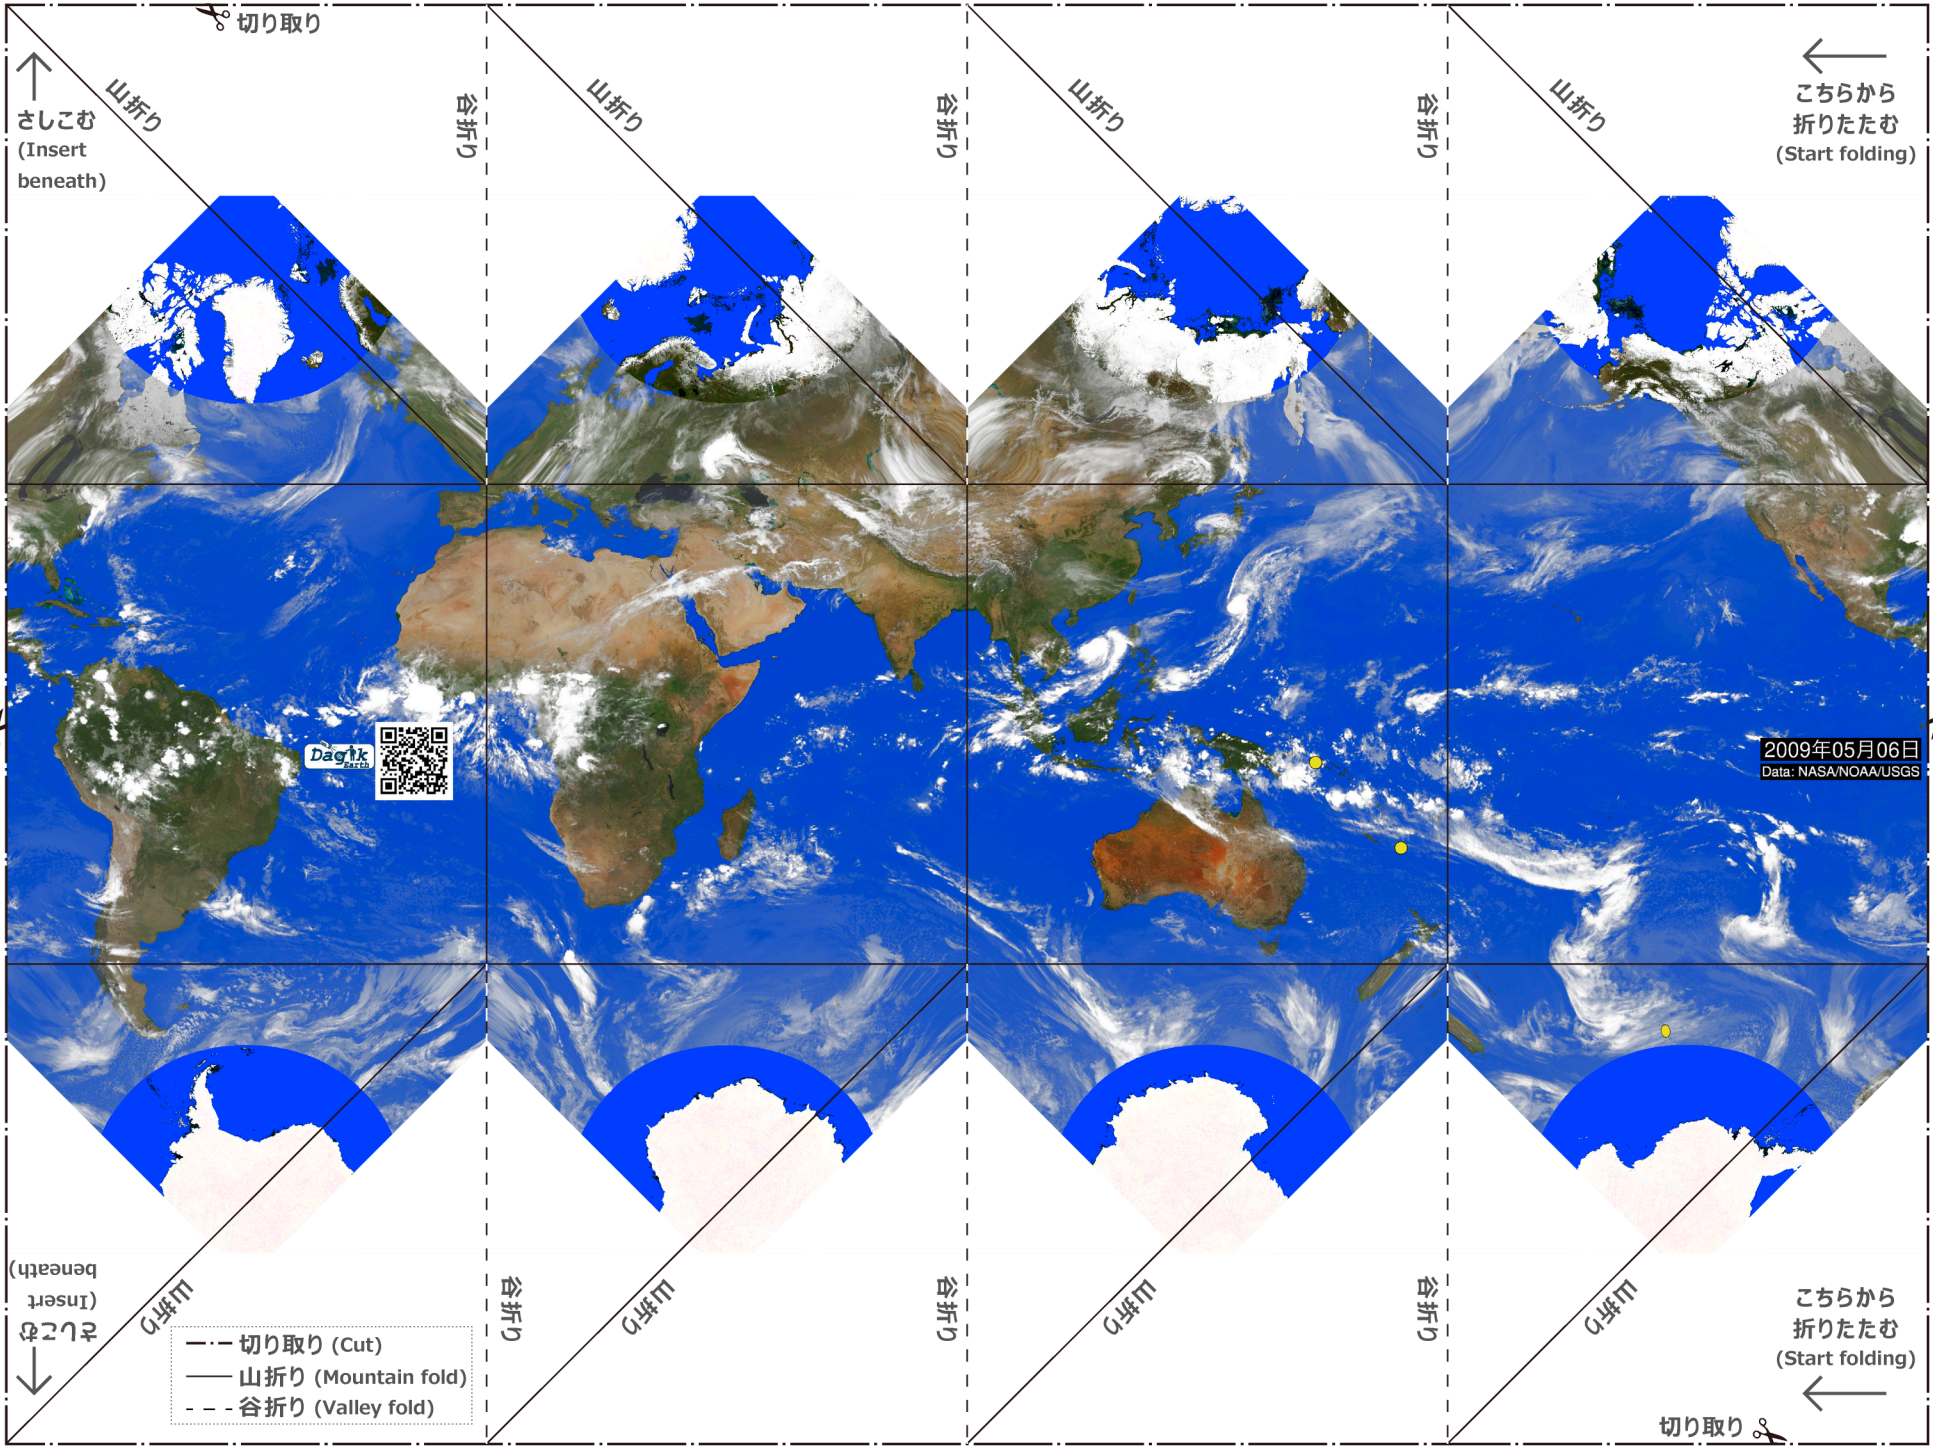 切り取り
さしこむ
(Insert
beneath)
山折り
谷折り
山折り
谷折り
山折り
谷折り
山折り
こちらから
折りたたむ
(Start folding)
Dagik
Earth
2009年05月06日
Data: NASA/NOAA/USGS
さしこむ
(Insert
beneath)
山折り
谷折り
山折り
谷折り
山折り
谷折り
山折り
こちらから
折りたたむ
(Start folding)
切り取り (Cut)
山折り (Mountain fold)
谷折り (Valley fold)
切り取り